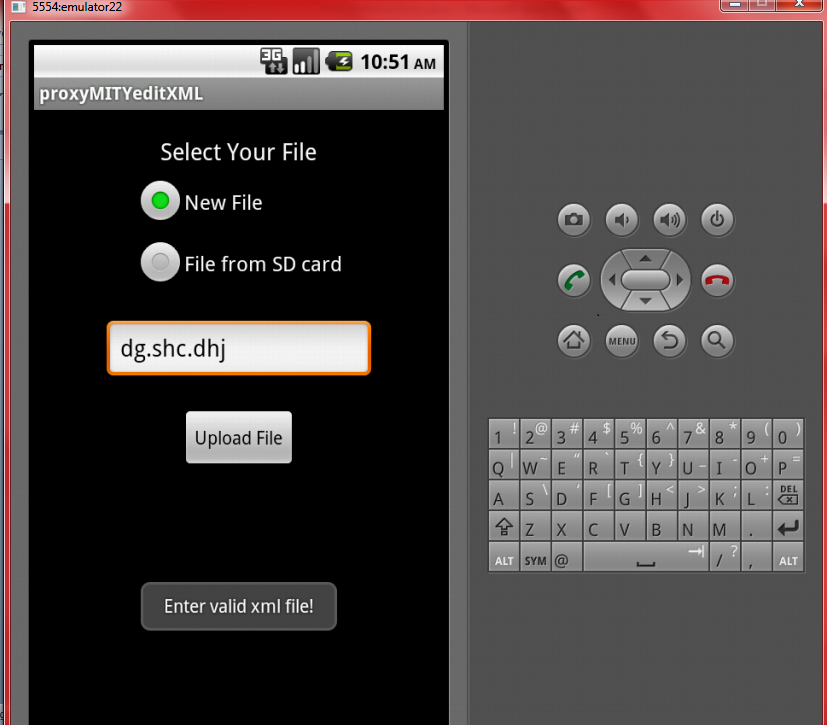 5554:emulator22
3G
10:51 AM
proxyMITYeditXML
Select Your File
New File
File from SD card
dg.shc.dhj
Upload File
Enter valid xml file!
MENU
1 ! 2 @ 3 # 4 $ 5 % 6 ^ 7 & 8 * 9 ( 0 )
Q | W ~ E " R ` T { Y } U _ I - O + P =
A S \ D ' F [ G ] H < J > K ; L : DEL
Z X C V B N M .
ALT SYM @ / ? , ALT